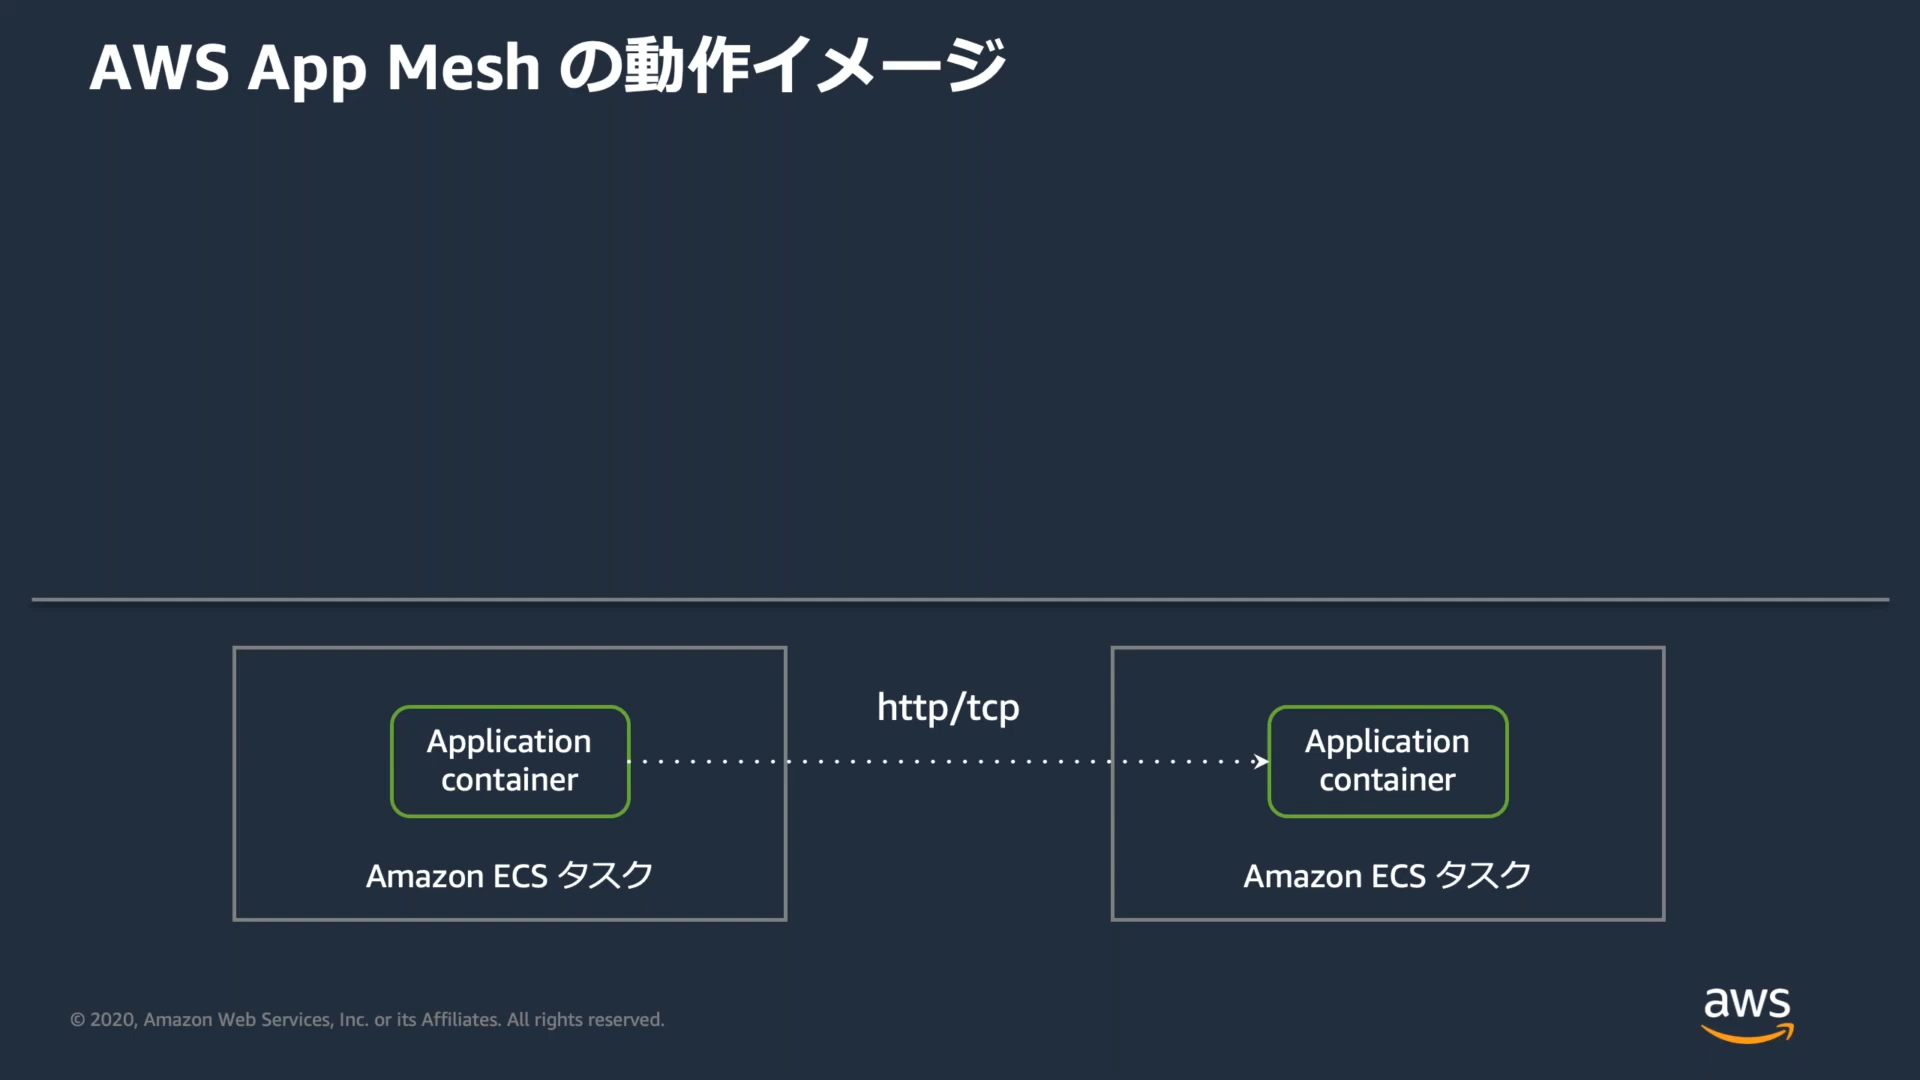 AWS App Mesh の動作イメージ
http/tcp
Application
container
Application
container
Amazon ECS タスク
Amazon ECS タスク
© 2020, Amazon Web Services, Inc. or its Affiliates. All rights reserved.
aws